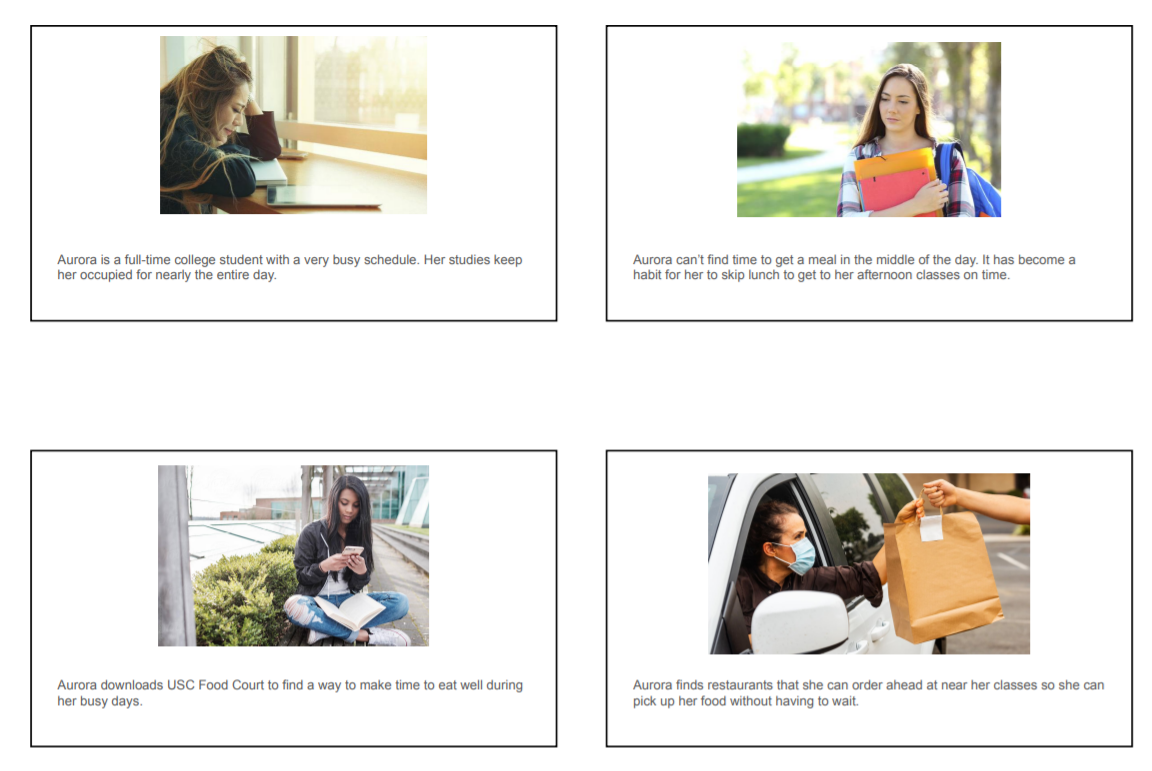 Aurora is a full-time college student with a very busy schedule. Her studies keep
her occupied for nearly the entire day.
Aurora can't find time to get a meal in the middle of the day. It has become a
habit for her to skip lunch to get to her afternoon classes on time.
Aurora downloads USC Food Court to find a way to make time to eat well during
her busy days.
Aurora finds restaurants that she can order ahead at near her classes so she can
pick up her food without having to wait.